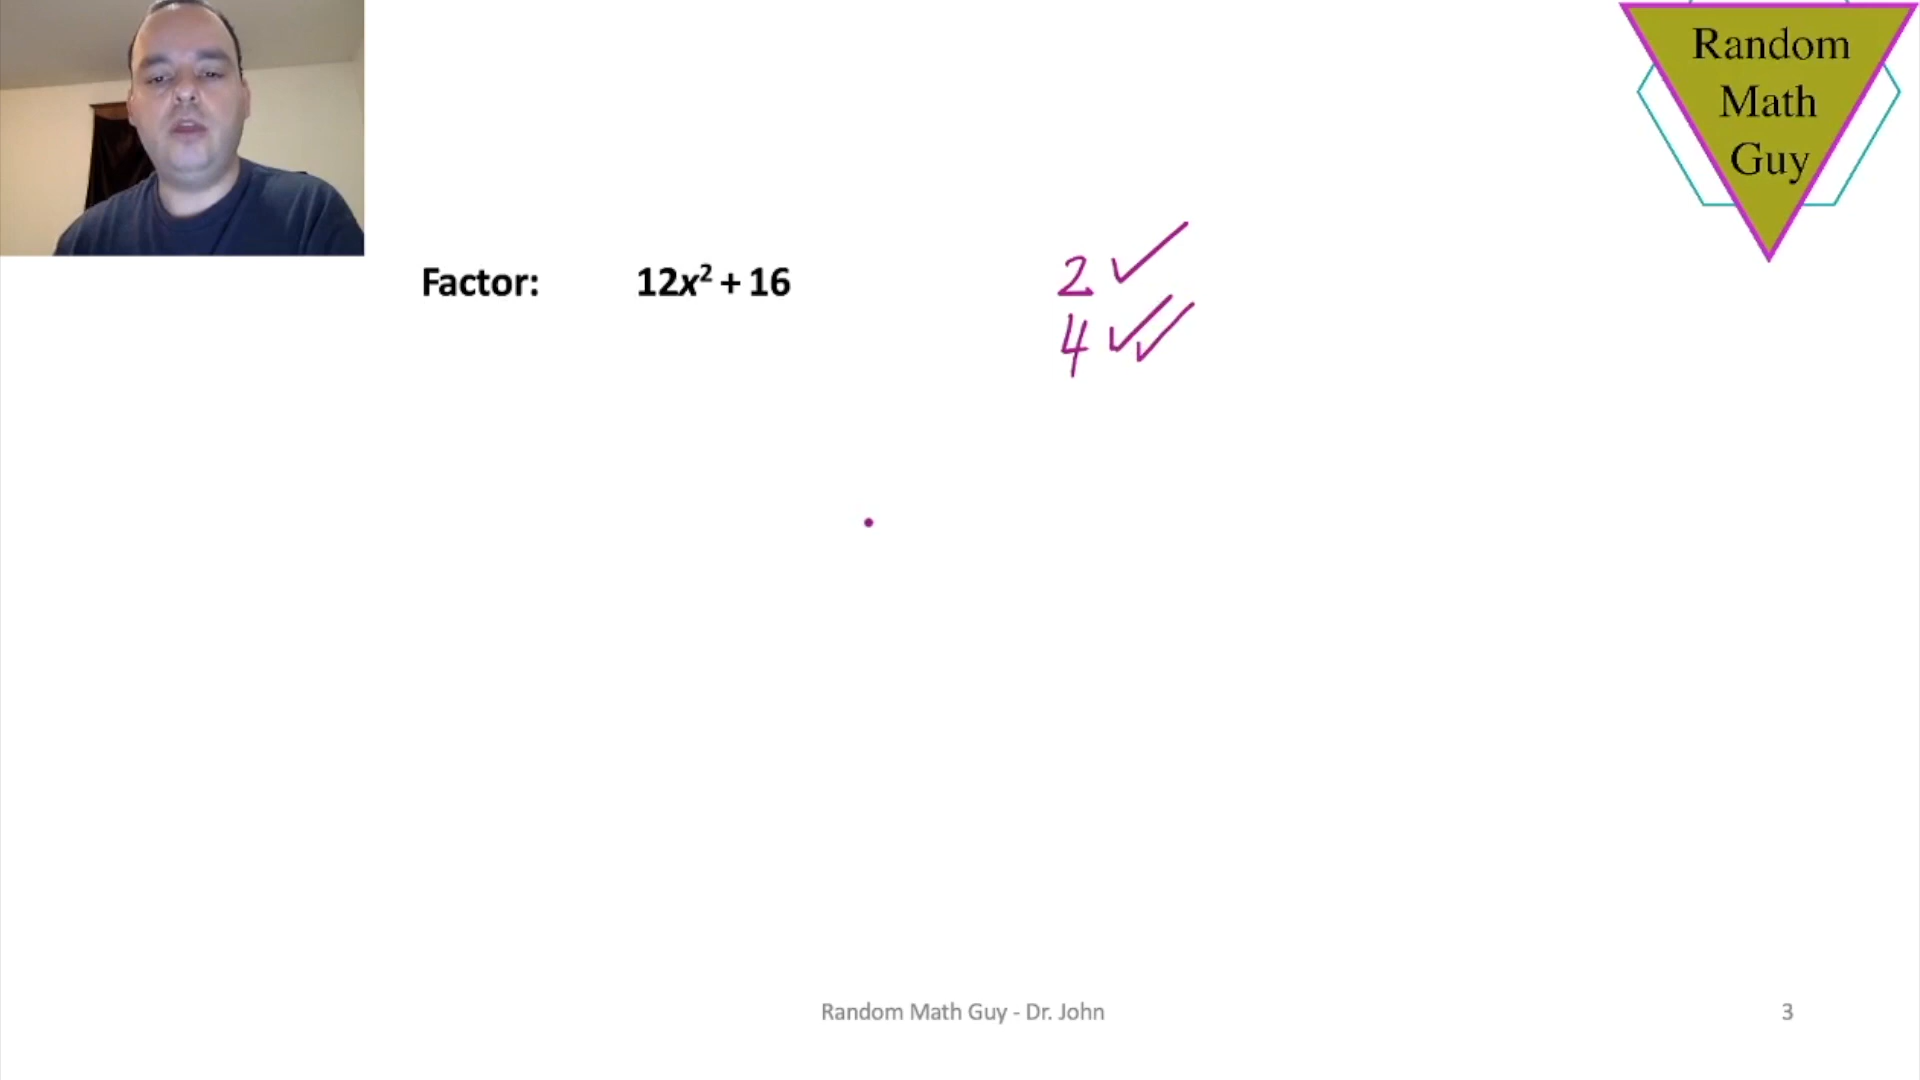 Random
Math
Guy
Factor: 12x² + 16
2 ✓
4 ✓✓
Random Math Guy - Dr. John
3